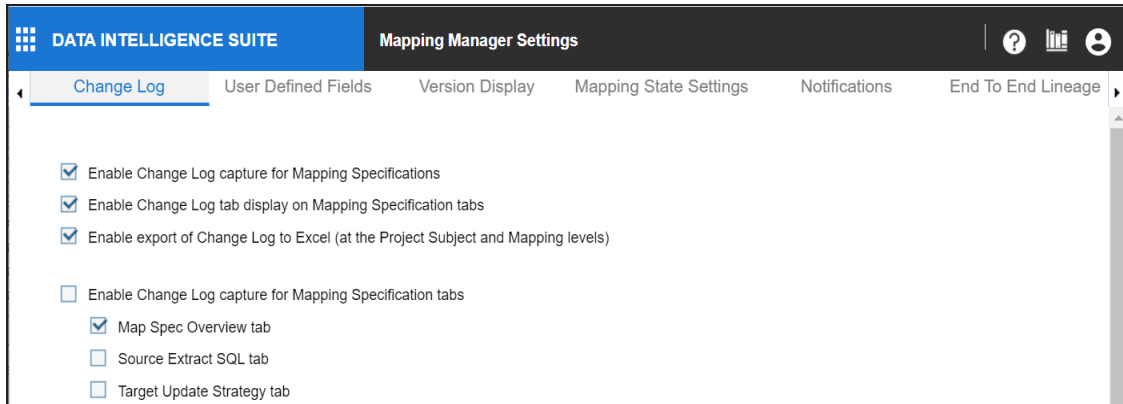 DATA INTELLIGENCE SUITE
Mapping Manager Settings
Change Log User Defined Fields Version Display Mapping State Settings Notifications End To End Lineage
Enable Change Log capture for Mapping Specifications
Enable Change Log tab display on Mapping Specification tabs
Enable export of Change Log to Excel (at the Project Subject and Mapping levels)
Enable Change Log capture for Mapping Specification tabs
Map Spec Overview tab
Source Extract SQL tab
Target Update Strategy tab